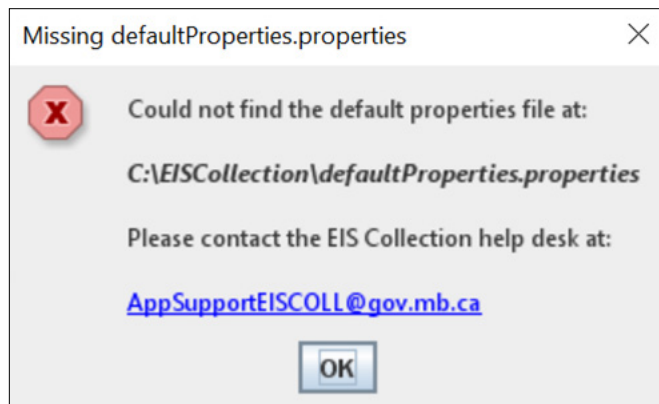 Missing defaultProperties.properties
Could not find the default properties file at:
C:\EISCollection\defaultProperties.properties
Please contact the EIS Collection help desk at:
AppSupportEISCOLL@gov.mb.ca
OK